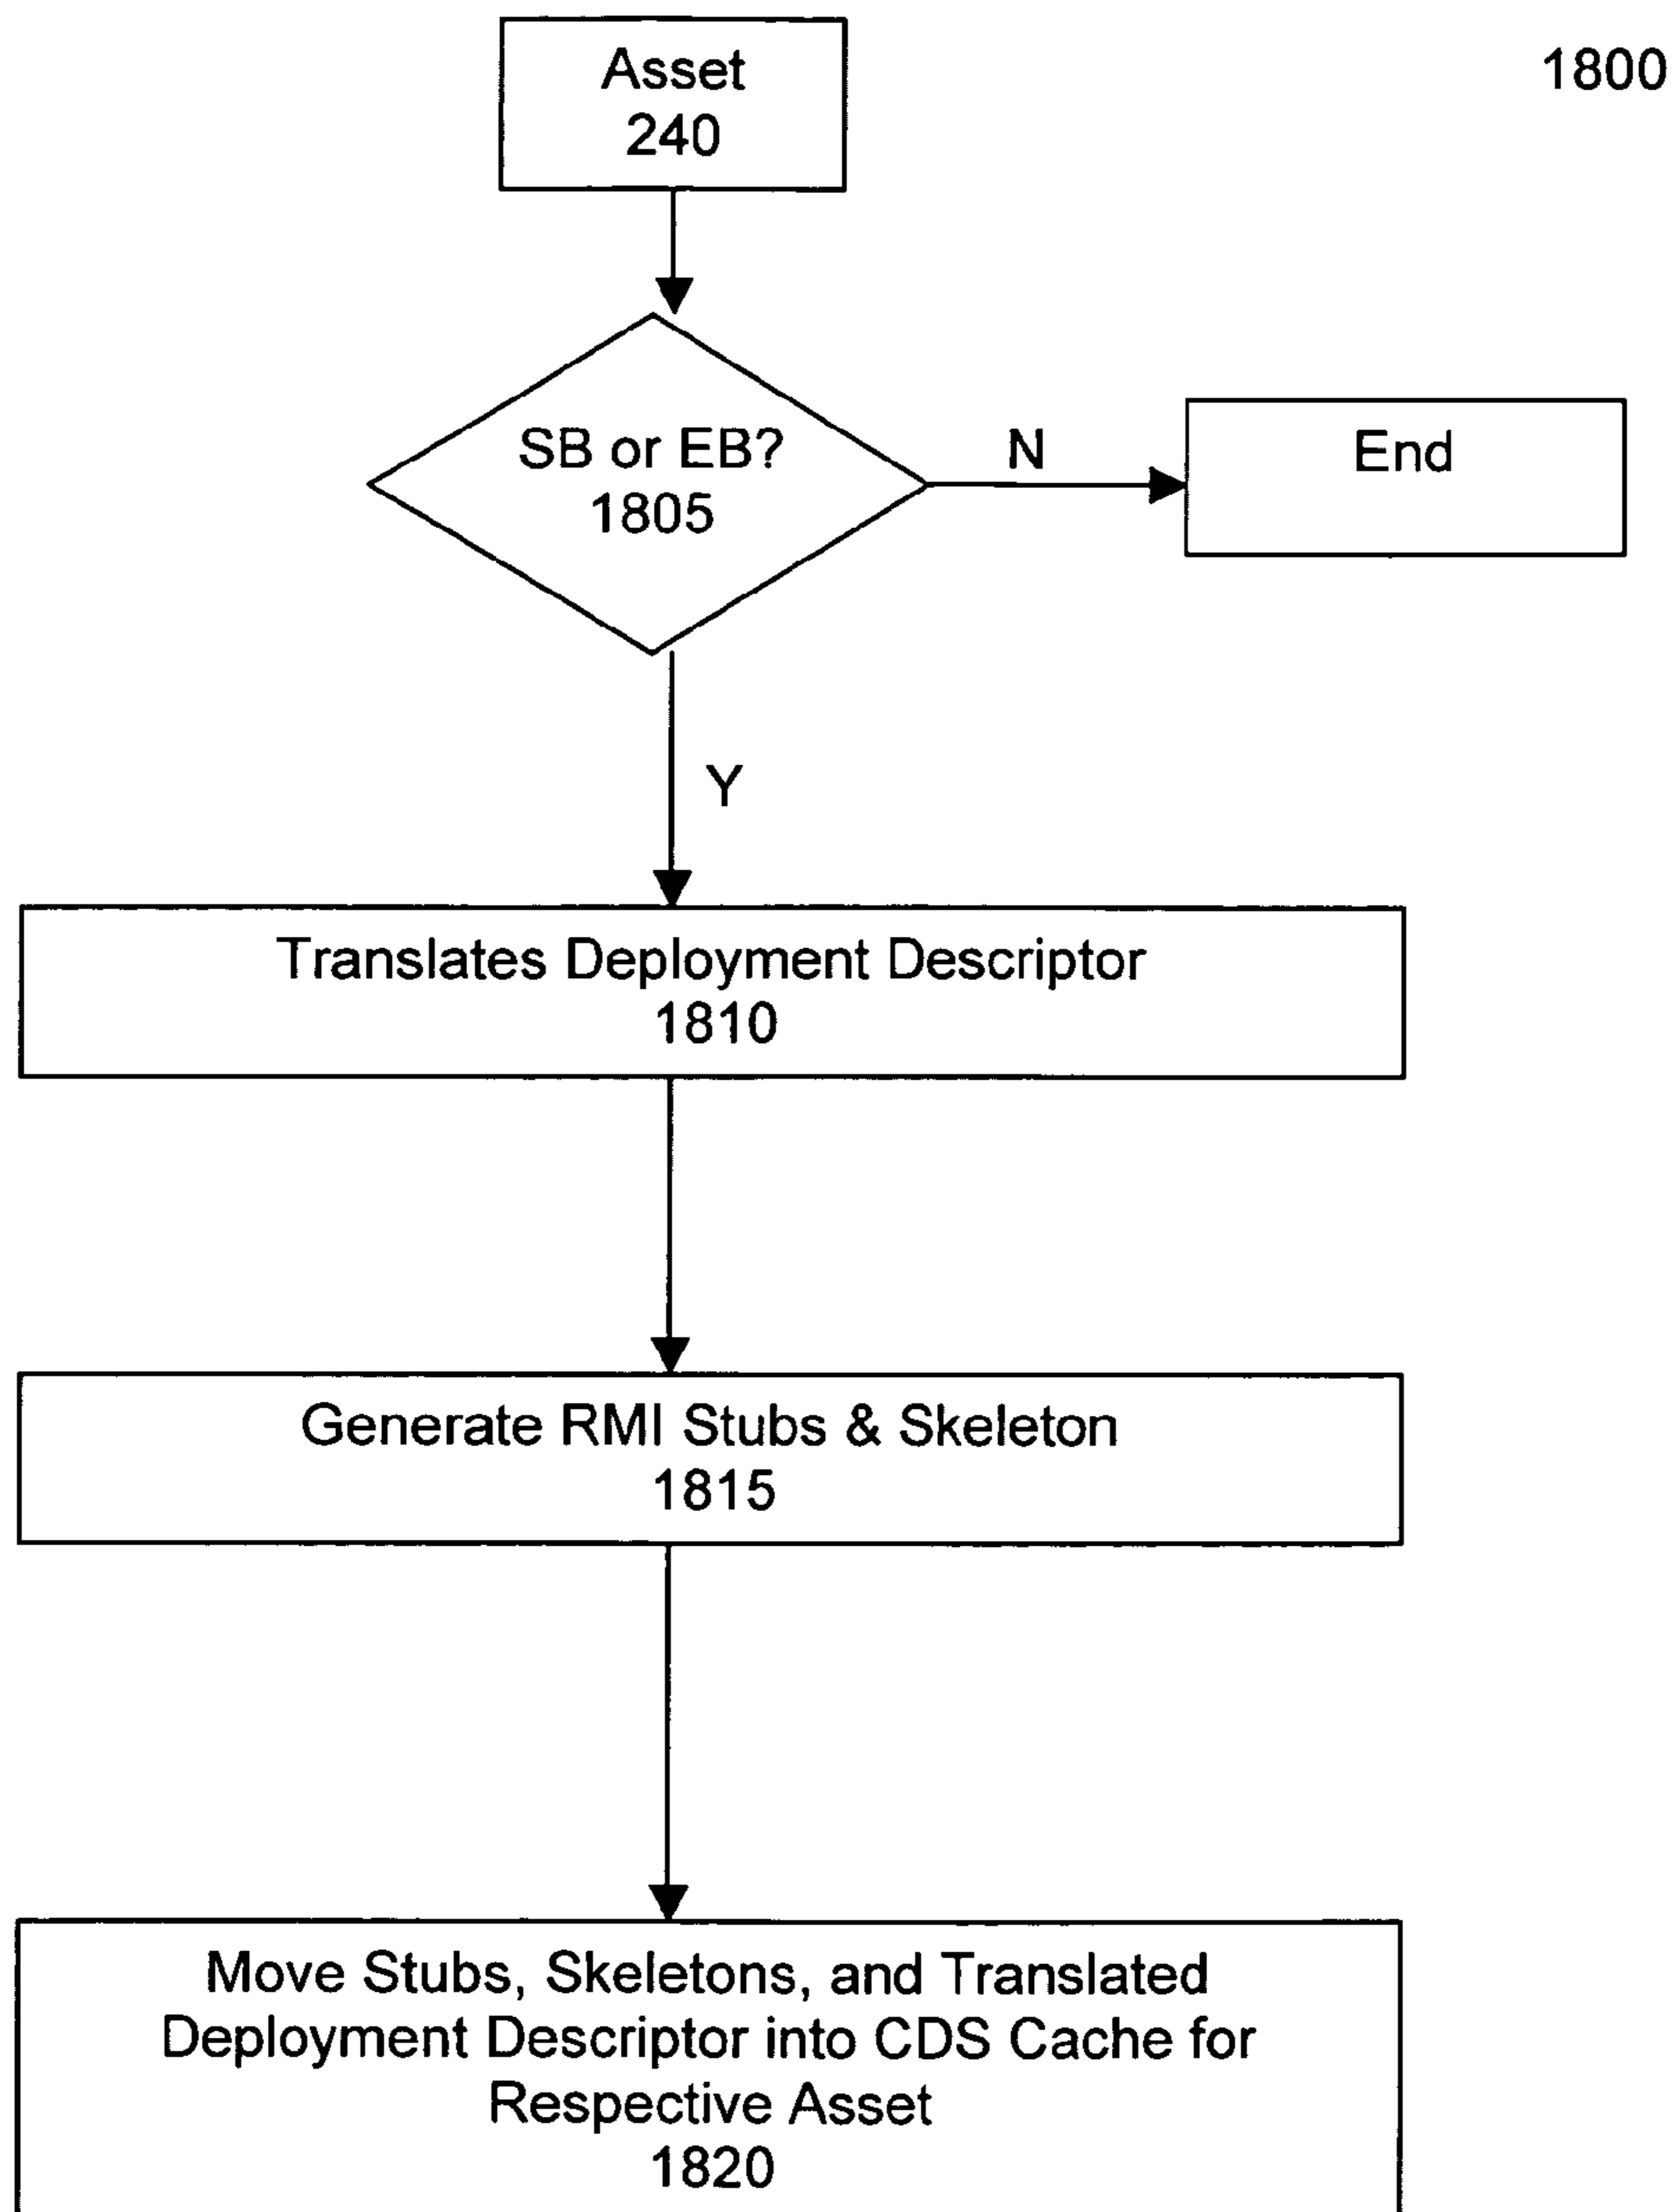 Asset
240
1800
SB or EB?
1805
N
End
Y
Translates Deployment Descriptor
1810
Generate RMI Stubs & Skeleton
1815
Move Stubs, Skeletons, and Translated
Deployment Descriptor into CDS Cache for
Respective Asset
1820